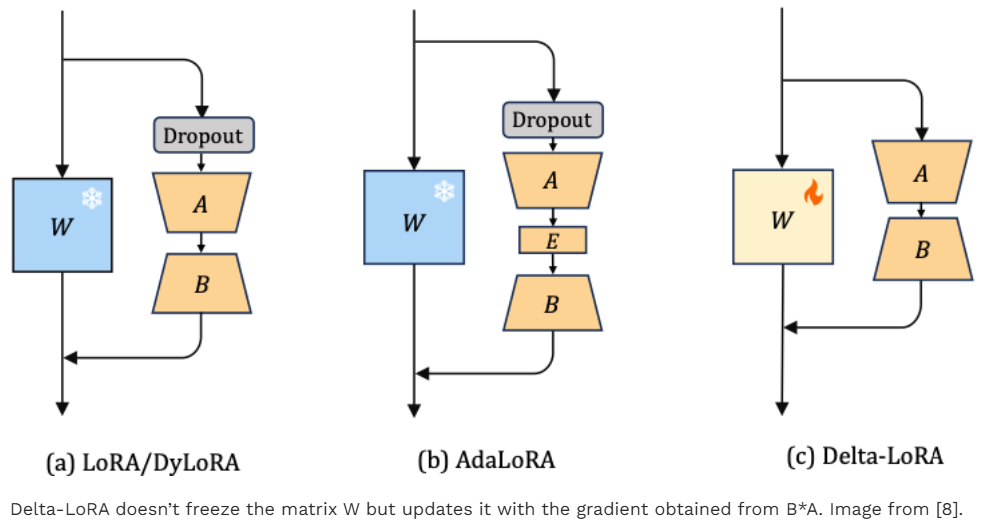 Dropout
W
A
B
(a) LoRA/DyLoRA
Dropout
W
A
E
B
(b) AdaLoRA
W
A
B
(c) Delta-LoRA
Delta-LoRA doesn’t freeze the matrix W but updates it with the gradient obtained from B*A. Image from [8].